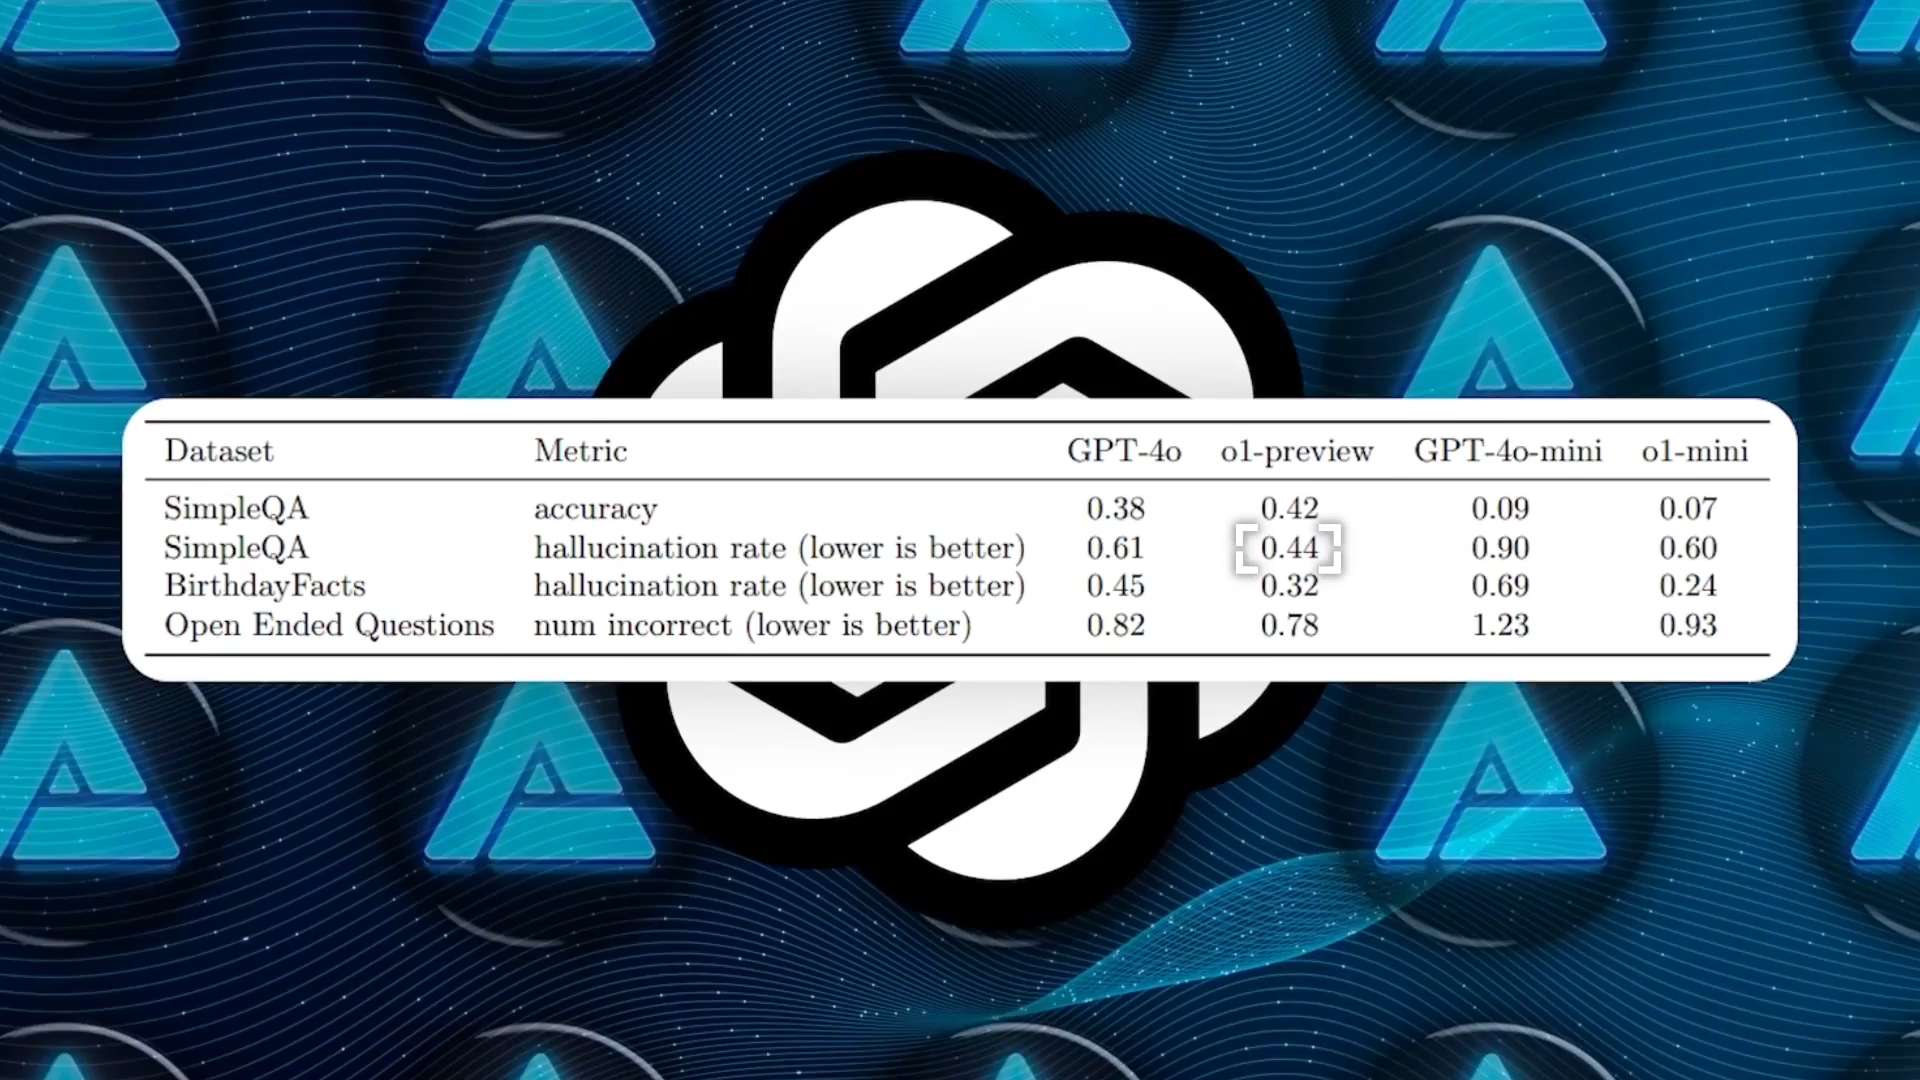 Dataset Metric GPT-4o o1-preview GPT-4o-mini o1-mini
SimpleQA accuracy 0.38 0.42 0.09 0.07
SimpleQA hallucination rate (lower is better) 0.61 0.44 0.90 0.60
BirthdayFacts hallucination rate (lower is better) 0.45 0.32 0.69 0.24
Open Ended Questions num incorrect (lower is better) 0.82 0.78 1.23 0.93